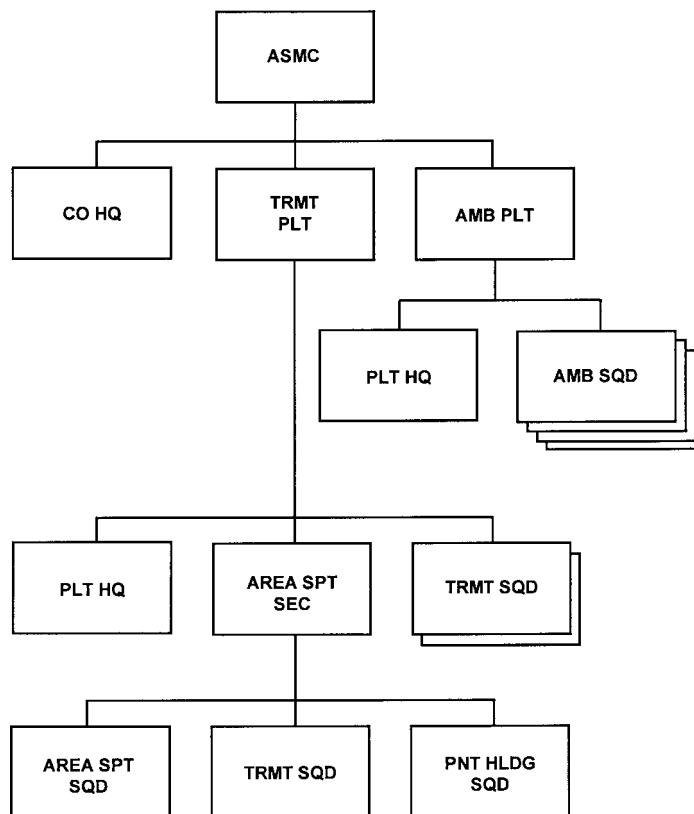 ASMC
CO HQ
TRMT
PLT
AMB PLT
PLT HQ
AMB SQD
PLT HQ
AREA SPT
SEC
TRMT SQD
AREA SPT
SQD
TRMT SQD
PNT HLDG
SQD